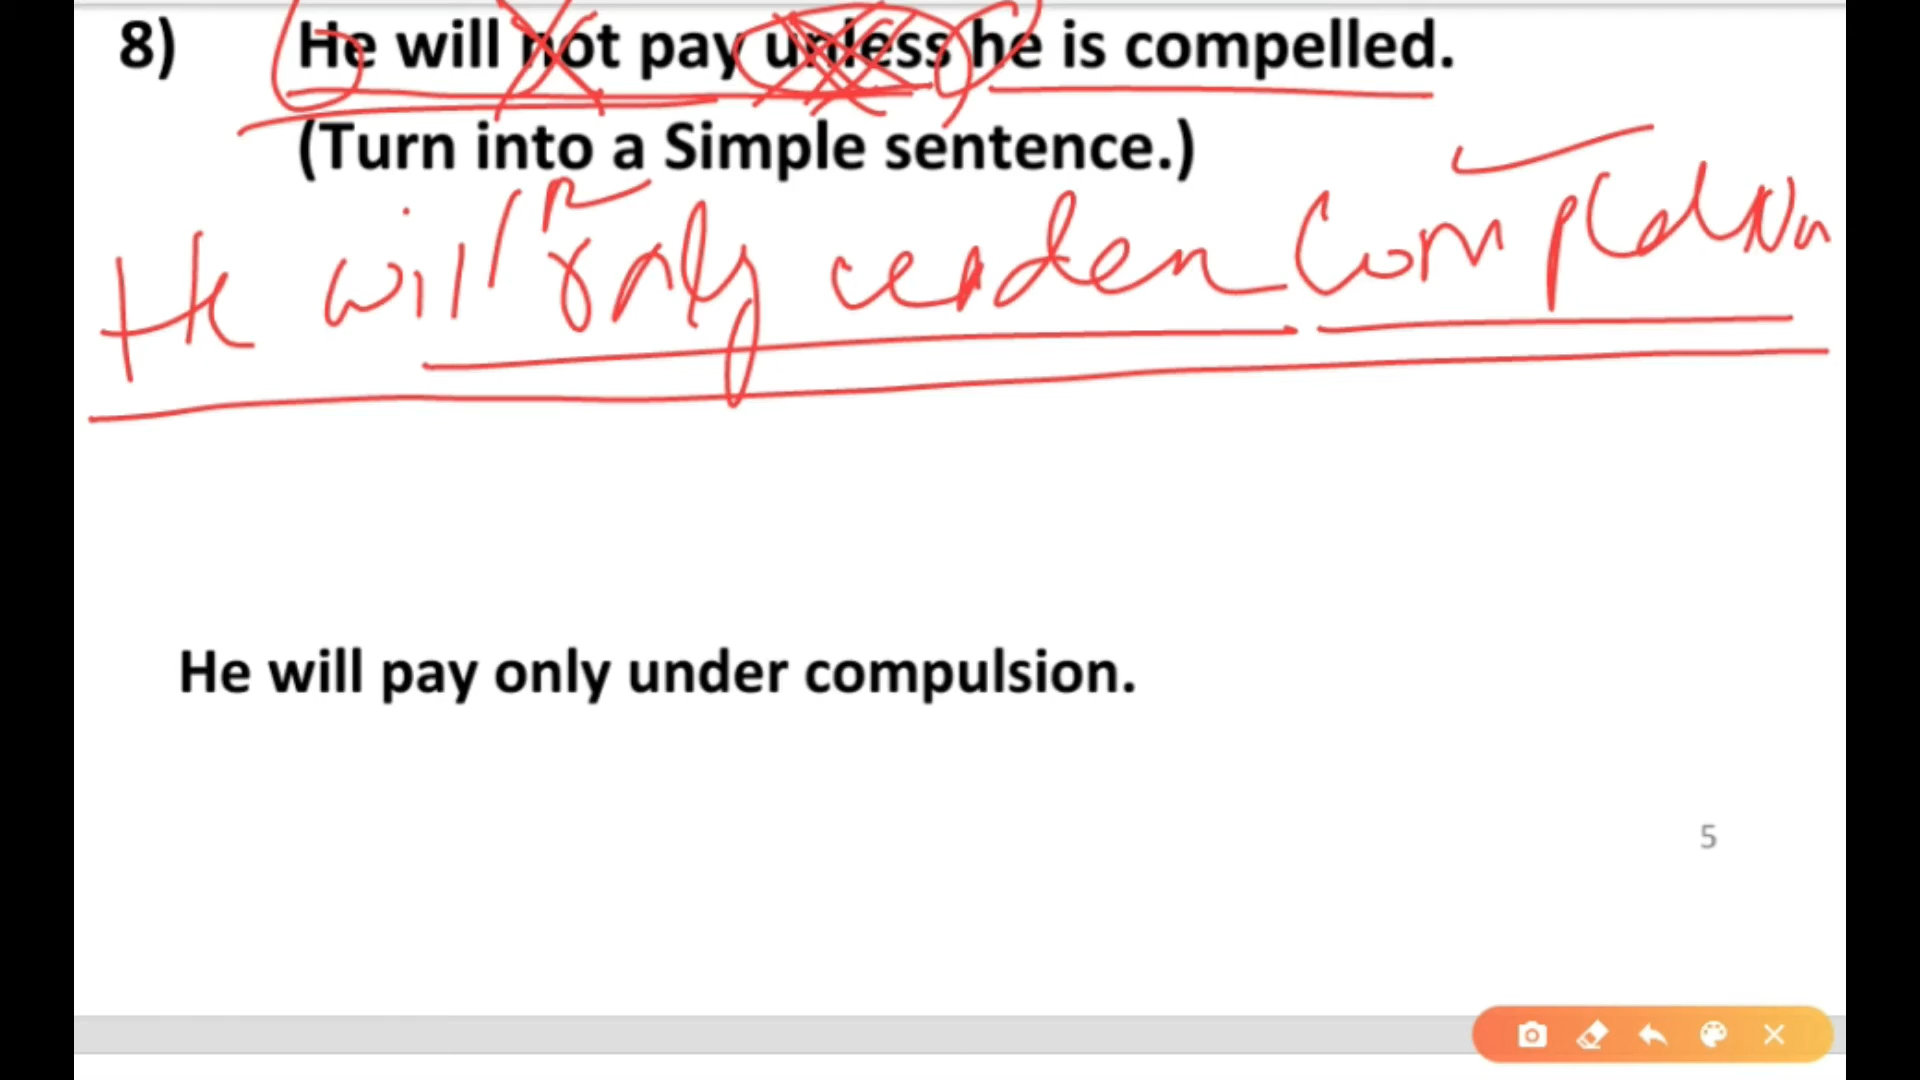 8) He will not pay unless he is compelled.
(Turn into a Simple sentence.)
He will only under
He will pay only under compulsion.
5